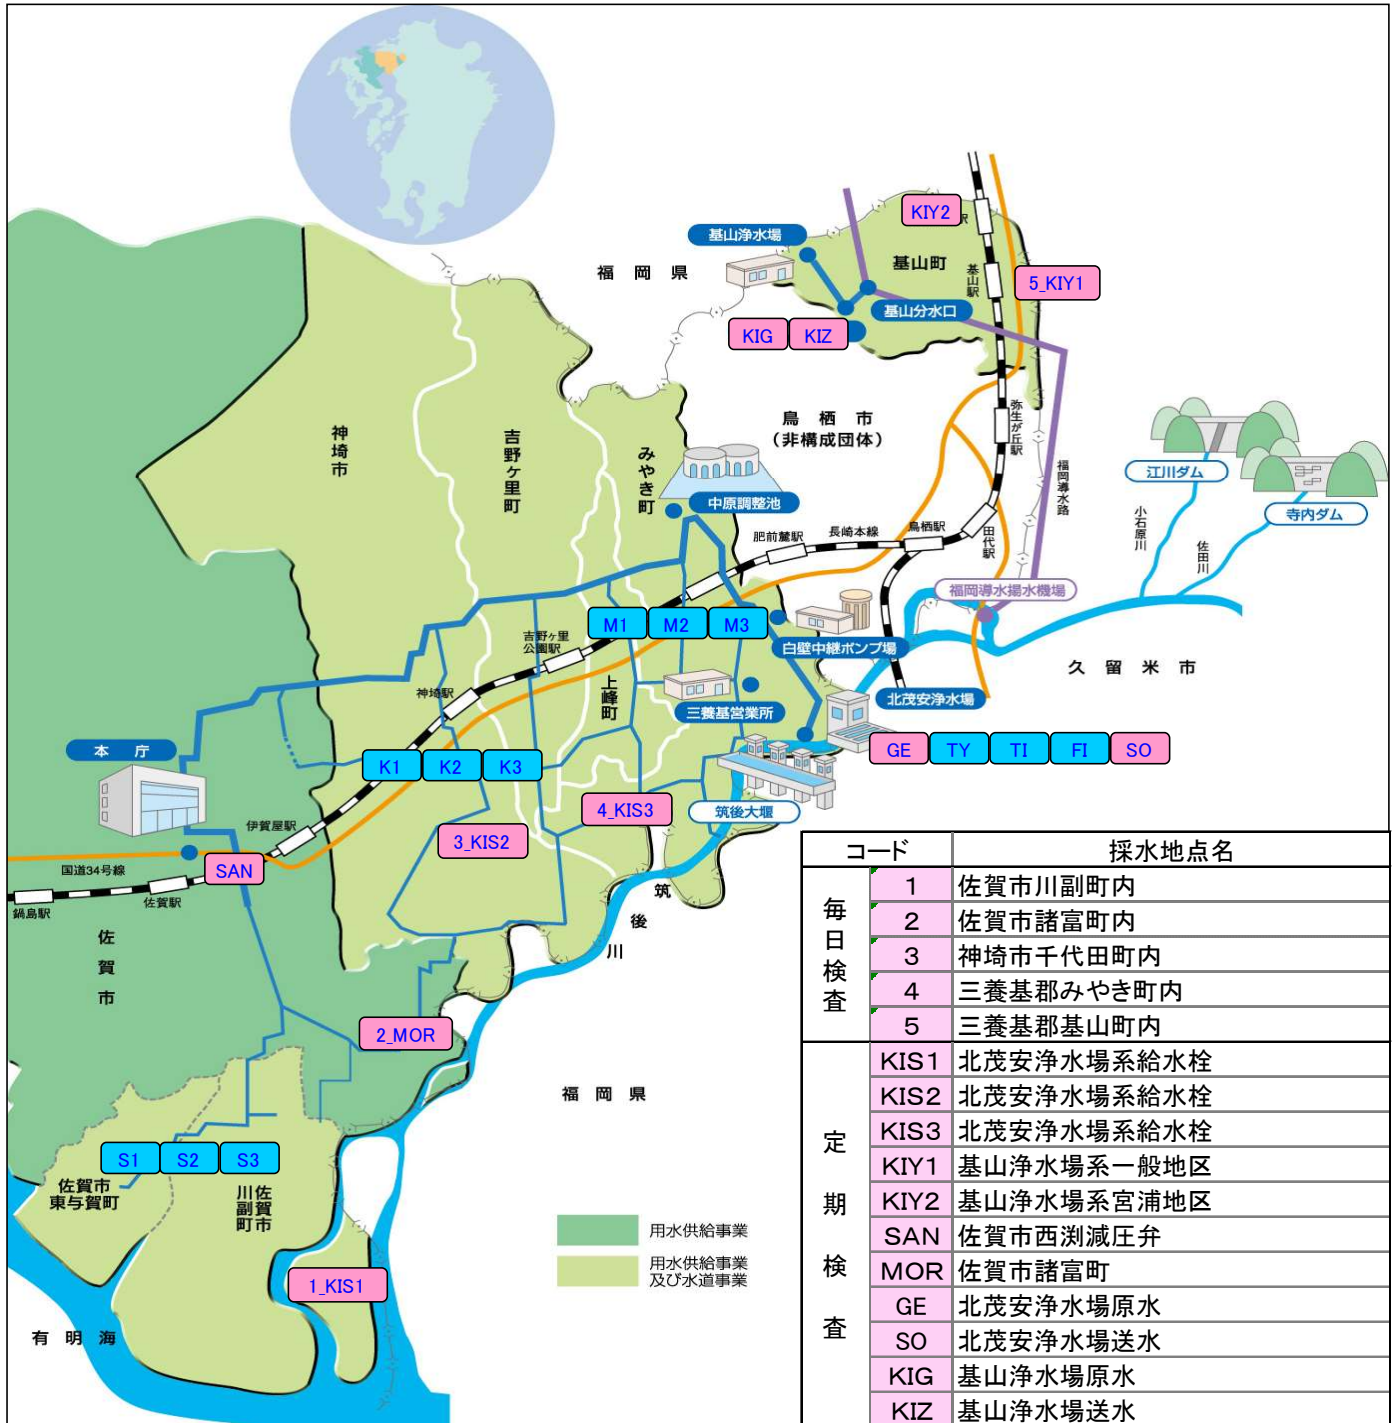 KIY2
駅
基山浄水場
福岡県
基山町
基山駅
5_KIY1
基山分水口
KIG
KIZ
鳥栖市
(非構成団体)
弥生が丘駅
神埼市
吉野ヶ里町
みやき町
中原調整池
福岡導水路
江川ダム
寺内ダム
小石原川
佐田川
肥前麓駅
長崎本線
鳥栖駅
田代駅
福岡導水揚水機場
M1
M2
M3
吉野ヶ里
公園駅
白壁中継ポンプ場
久留米市
神埼駅
上峰町
三養基営業所
北茂安浄水場
本庁
K1
K2
K3
GE
TY
TI
FI
SO
4_KIS3
筑後大堰
伊賀屋駅
3_KIS2
国道34号線
SAN
鍋島駅
佐賀駅
筑後川
佐賀市
2_MOR
福岡県
S1
S2
S3
佐賀市
東与賀町
佐賀市
川副町
用水供給事業
用水供給事業
及び水道事業
1_KIS1
有明海
コード 採水地点名
毎日検査
1 佐賀市川副町内
2 佐賀市諸富町内
3 神埼市千代田町内
4 三養基郡みやき町内
5 三養基郡基山町内
定期検査
KIS1 北茂安浄水場系給水栓
KIS2 北茂安浄水場系給水栓
KIS3 北茂安浄水場系給水栓
KIY1 基山浄水場系一般地区
KIY2 基山浄水場系宮浦地区
SAN 佐賀市西渕減圧弁
MOR 佐賀市諸富町
GE 北茂安浄水場原水
SO 北茂安浄水場送水
KIG 基山浄水場原水
KIZ 基山浄水場送水